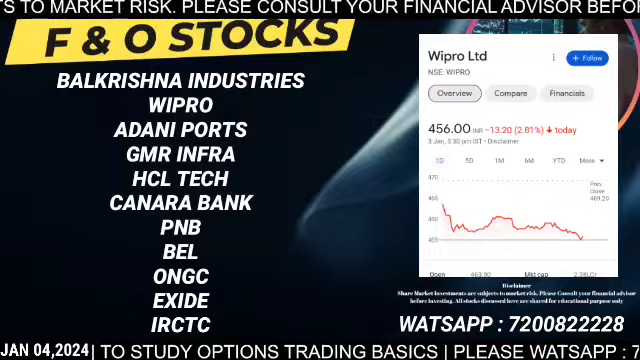 TS TO MARKET RISK. PLEASE CONSULT YOUR FINANCIAL ADVISOR BEFOR
F & O STOCKS
BALKRISHNA INDUSTRIES
WIPRO
ADANI PORTS
GMR INFRA
HCL TECH
CANARA BANK
PNB
BEL
ONGC
EXIDE
IRCTC
Wipro Ltd
+ Follow
NSE: WIPRO
Overview
Compare
Financials
456.00 INR −13.20 (2.81%) ↓ today
3 Jan, 3:30 pm IST • Disclaimer
1D 5D 1M 6M YTD More
470
465
460
455
Prev
close
469.20
Open 463.90 Mkt cap 2.38LCr
Disclaimer
Share Market Investments are subjects to market risk. Please Consult your financial advisor
before investing. All stocks discussed here are shared for educational purpose only
WATSAPP : 7200822228
JAN 04,2024 | TO STUDY OPTIONS TRADING BASICS | PLEASE WATSAPP : 7